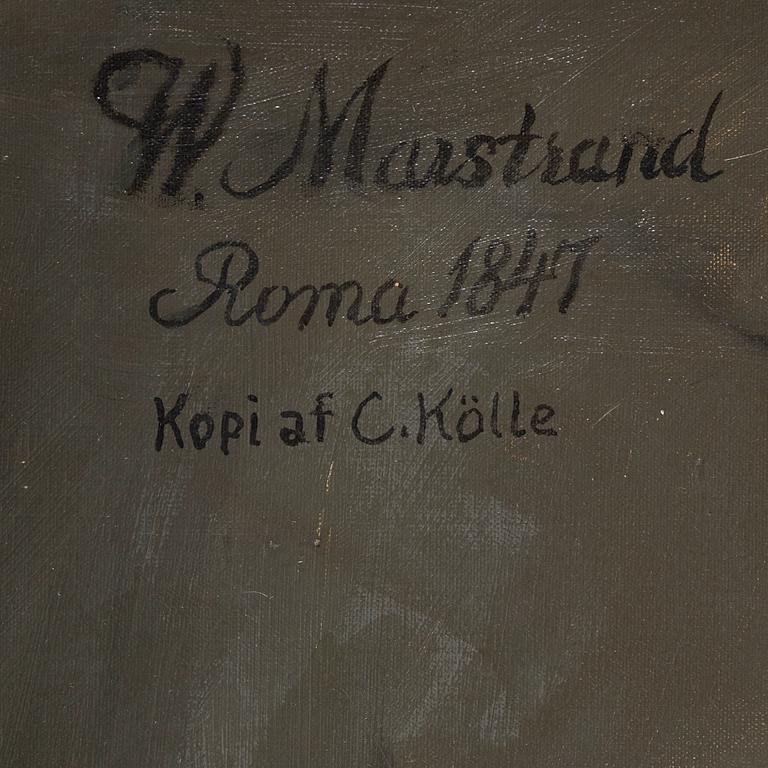 W. Marstrand
Roma 1847
Kopi af C. Kölle